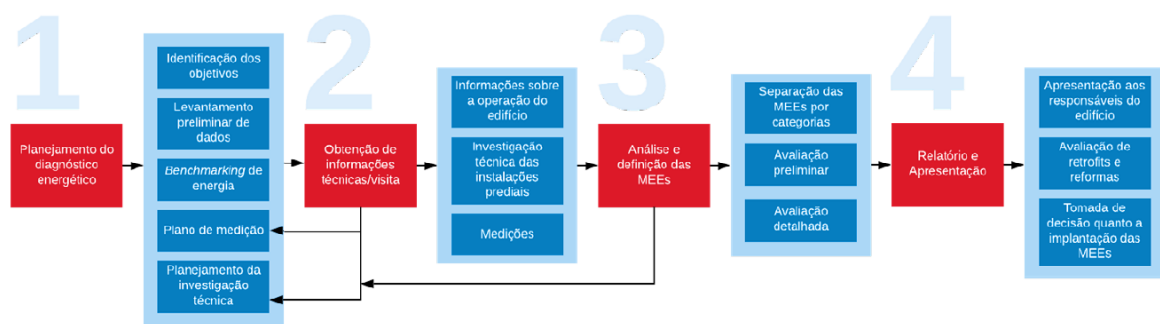 1
Planejamento do
diagnóstico
energético
Identificação dos
objetivos
Levantamento
preliminar de
dados
Benchmarking de
energia
Plano de medição
Planejamento da
investigação
técnica
2
Obtenção de
informações
técnicas/visita
Informações sobre
a operação do
edifício
Investigação
técnica das
instalações
prediais
Medições
3
Análise e
definição das
MEEs
Separação das
MEEs por
categorias
Avaliação
preliminar
Avaliação
detalhada
4
Relatório e
Apresentação
Apresentação aos
responsáveis do
edifício
Avaliação de
retrofits e
reformas
Tomada de
decisão quanto a
implantação das
MEEs